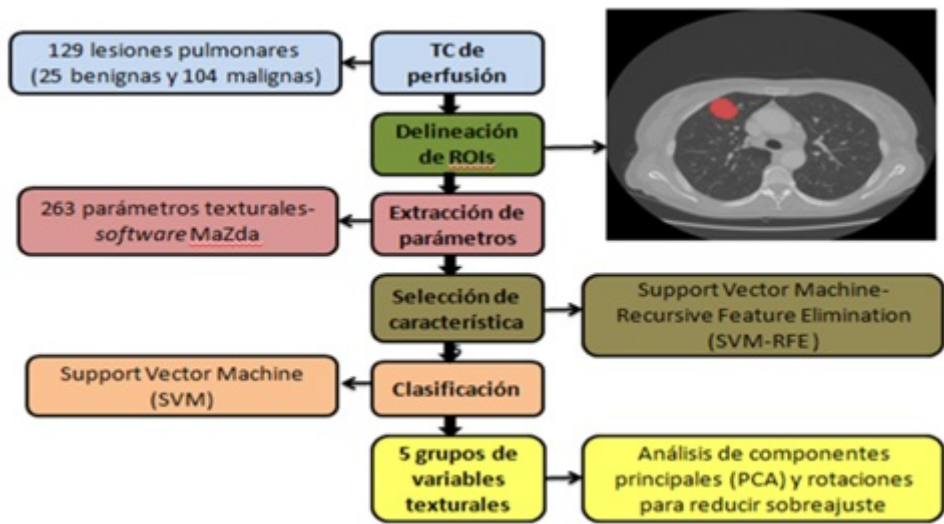 129 lesiones pulmonares
(25 benignas y 104 malignas)
TC de
perfusión
Delineación
de ROIs
263 parámetros texturales-
software MaZda
Extracción de
parámetros
Selección de
característica
Support Vector Machine-
Recursive Feature Elimination
(SVM-RFE)
Support Vector Machine
(SVM)
Clasificación
5 grupos de
variables
texturales
Análisis de componentes
principales (PCA) y rotaciones
para reducir sobreajuste